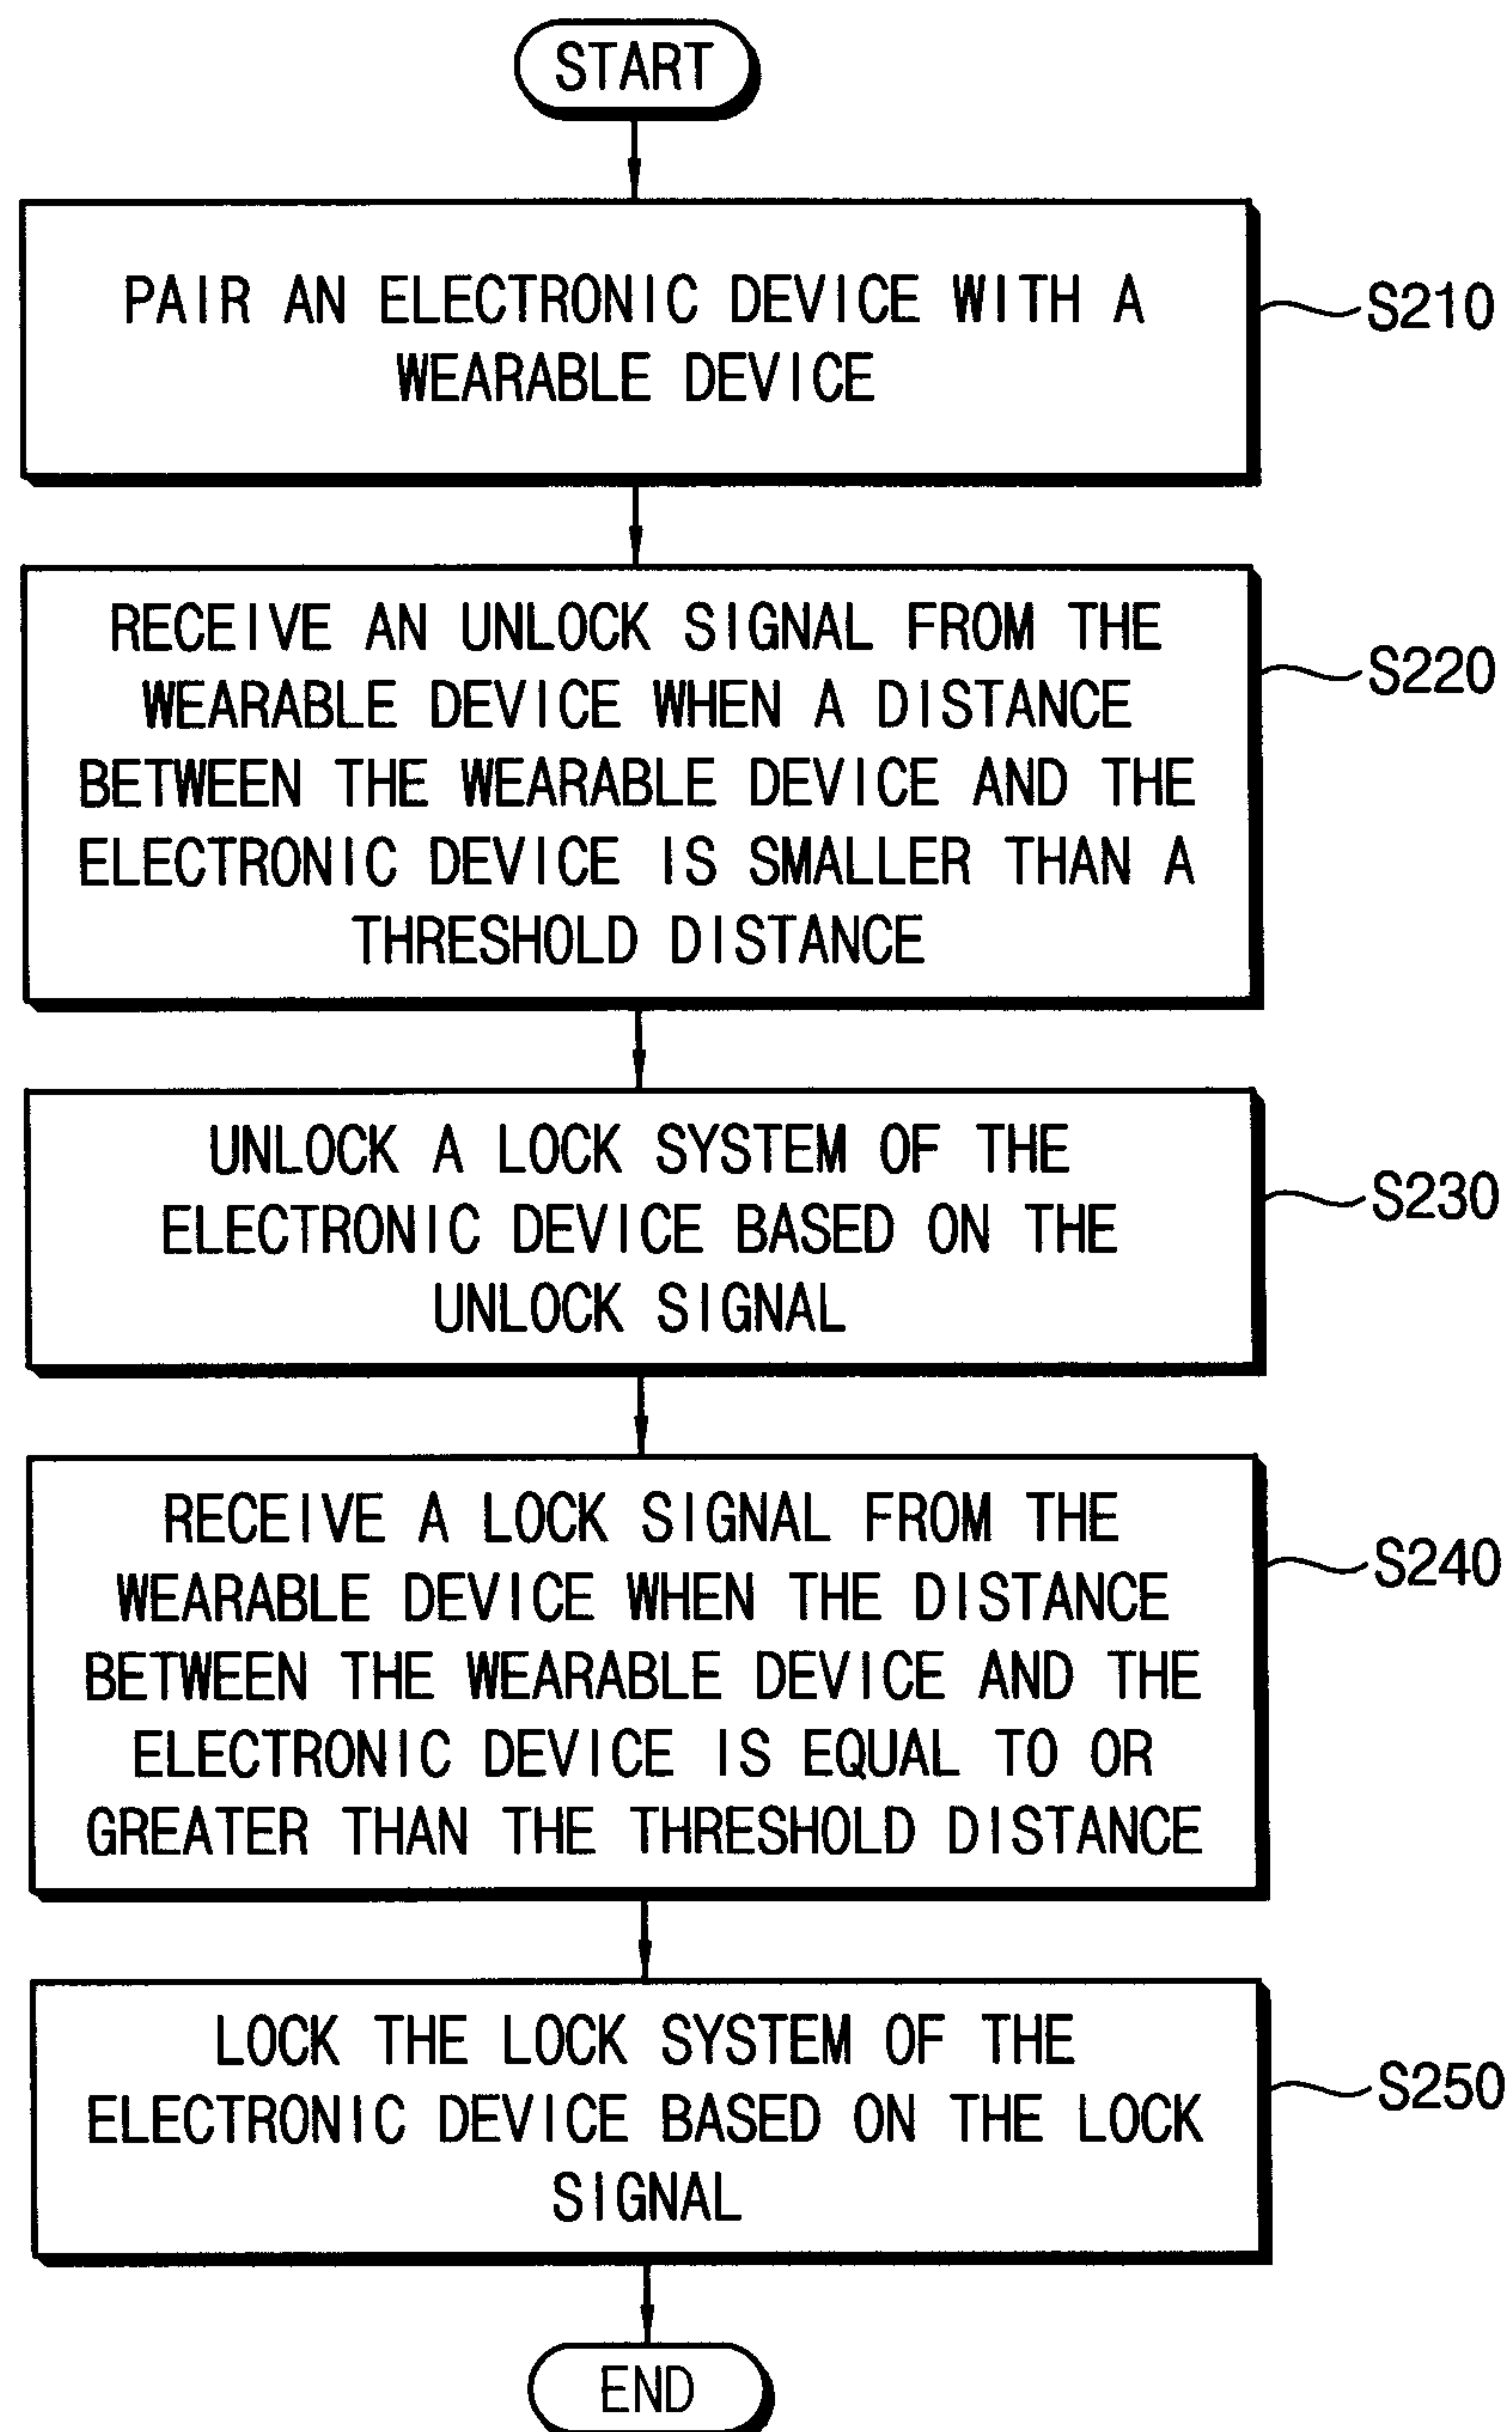 START
PAIR AN ELECTRONIC DEVICE WITH A
WEARABLE DEVICE
S210
RECEIVE AN UNLOCK SIGNAL FROM THE
WEARABLE DEVICE WHEN A DISTANCE
BETWEEN THE WEARABLE DEVICE AND THE
ELECTRONIC DEVICE IS SMALLER THAN A
THRESHOLD DISTANCE
S220
UNLOCK A LOCK SYSTEM OF THE
ELECTRONIC DEVICE BASED ON THE
UNLOCK SIGNAL
S230
RECEIVE A LOCK SIGNAL FROM THE
WEARABLE DEVICE WHEN THE DISTANCE
BETWEEN THE WEARABLE DEVICE AND THE
ELECTRONIC DEVICE IS EQUAL TO OR
GREATER THAN THE THRESHOLD DISTANCE
S240
LOCK THE LOCK SYSTEM OF THE
ELECTRONIC DEVICE BASED ON THE LOCK
SIGNAL
S250
END